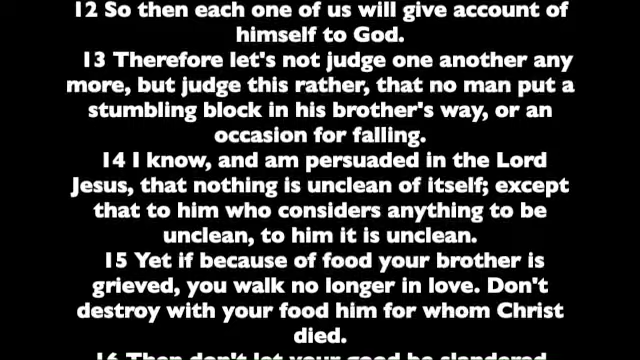 12 So then each one of us will give account of
himself to God.
13 Therefore let's not judge one another any
more, but judge this rather, that no man put a
stumbling block in his brother's way, or an
occasion for falling.
14 I know, and am persuaded in the Lord
Jesus, that nothing is unclean of itself; except
that to him who considers anything to be
unclean, to him it is unclean.
15 Yet if because of food your brother is
grieved, you walk no longer in love. Don't
destroy with your food him for whom Christ
died.
16 Then don't let your good be slandered